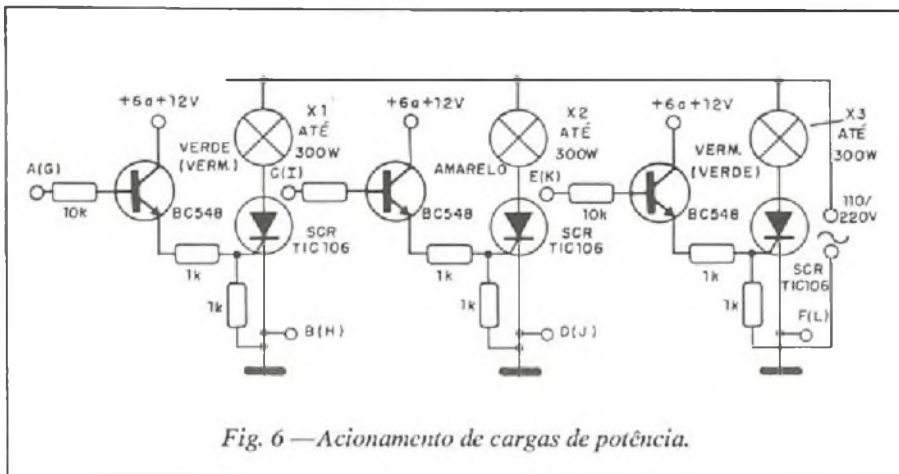 +6a+12V
X1
ATÉ
300W
VERDE
(VERM.)
A(G)
10k
BC548
SCR
TIC106
1k
1k
B(H)
+6a+12V
X2
ATÉ
300W
AMARELO
C(I)
BC548
SCR
TIC106
1k
1k
D(J)
+6a+12V
X3
ATÉ
300W
VERM.
(VERDE)
E(K)
10k
BC548
110/
220V
SCR
TIC106
1k
1k
F(L)
Fig. 6 —Acionamento de cargas de potência.